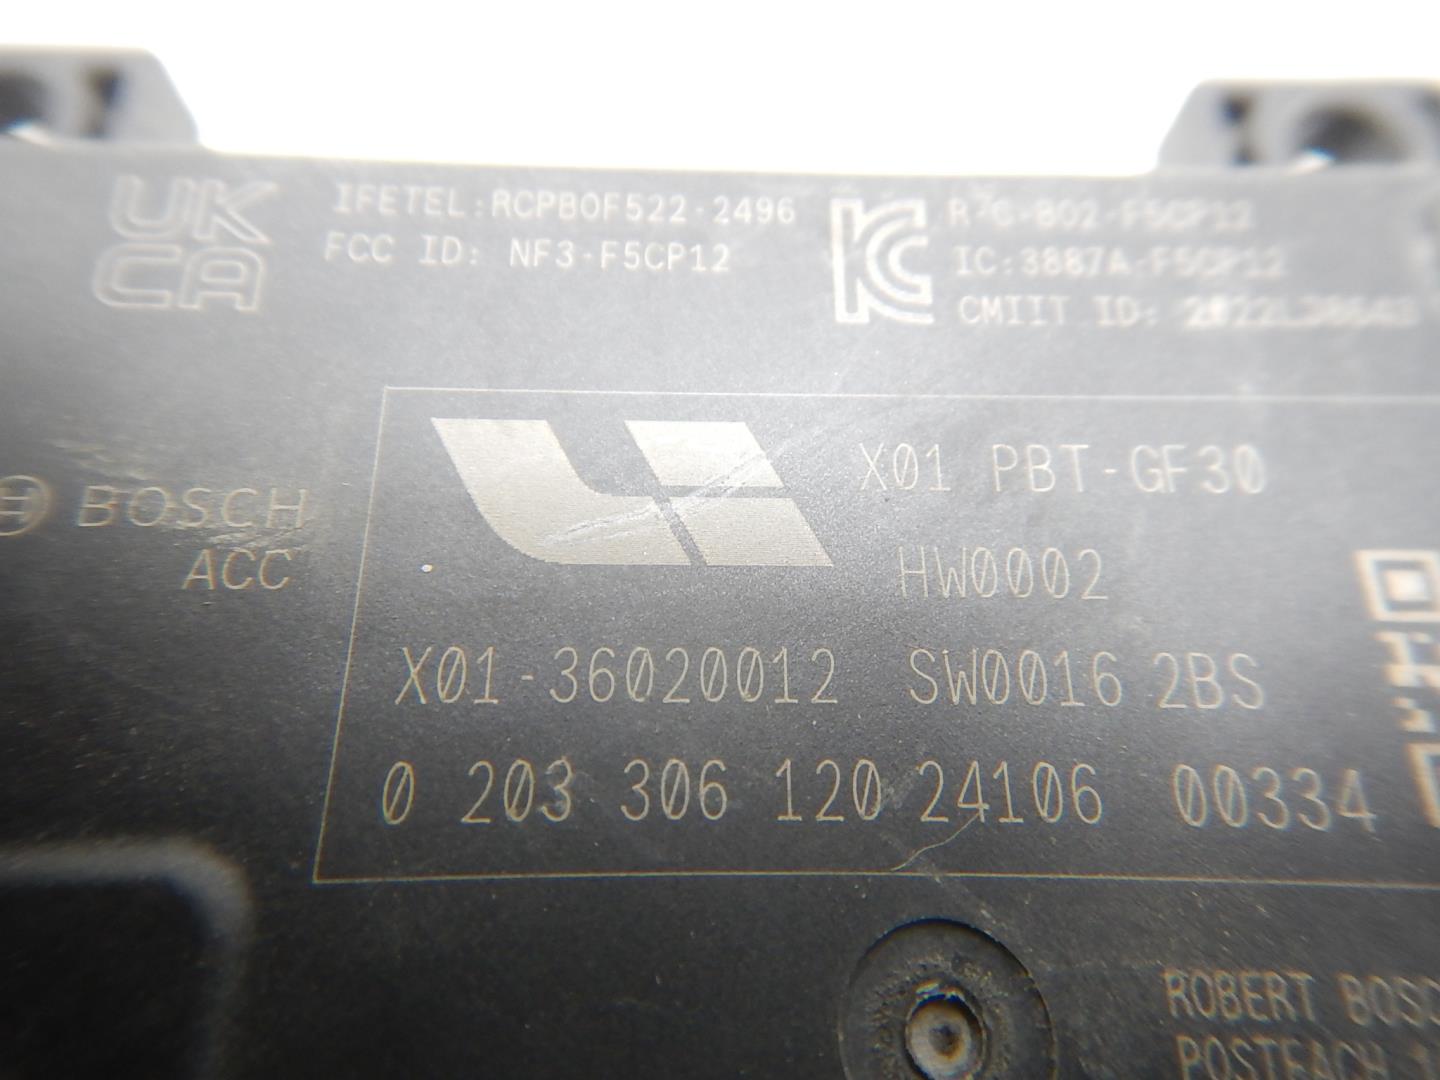 UK
CA
IFETEL:RCPBOF522-2496
FCC ID: NF3-F5CP12
IC:3887A-F5CP12
CMIIT ID:
BOSCH
ACC
X01 PBT-GF30
HW0002
X01-36020012 SW0016 2BS
0 203 306 120 24106 00334
ROBERT